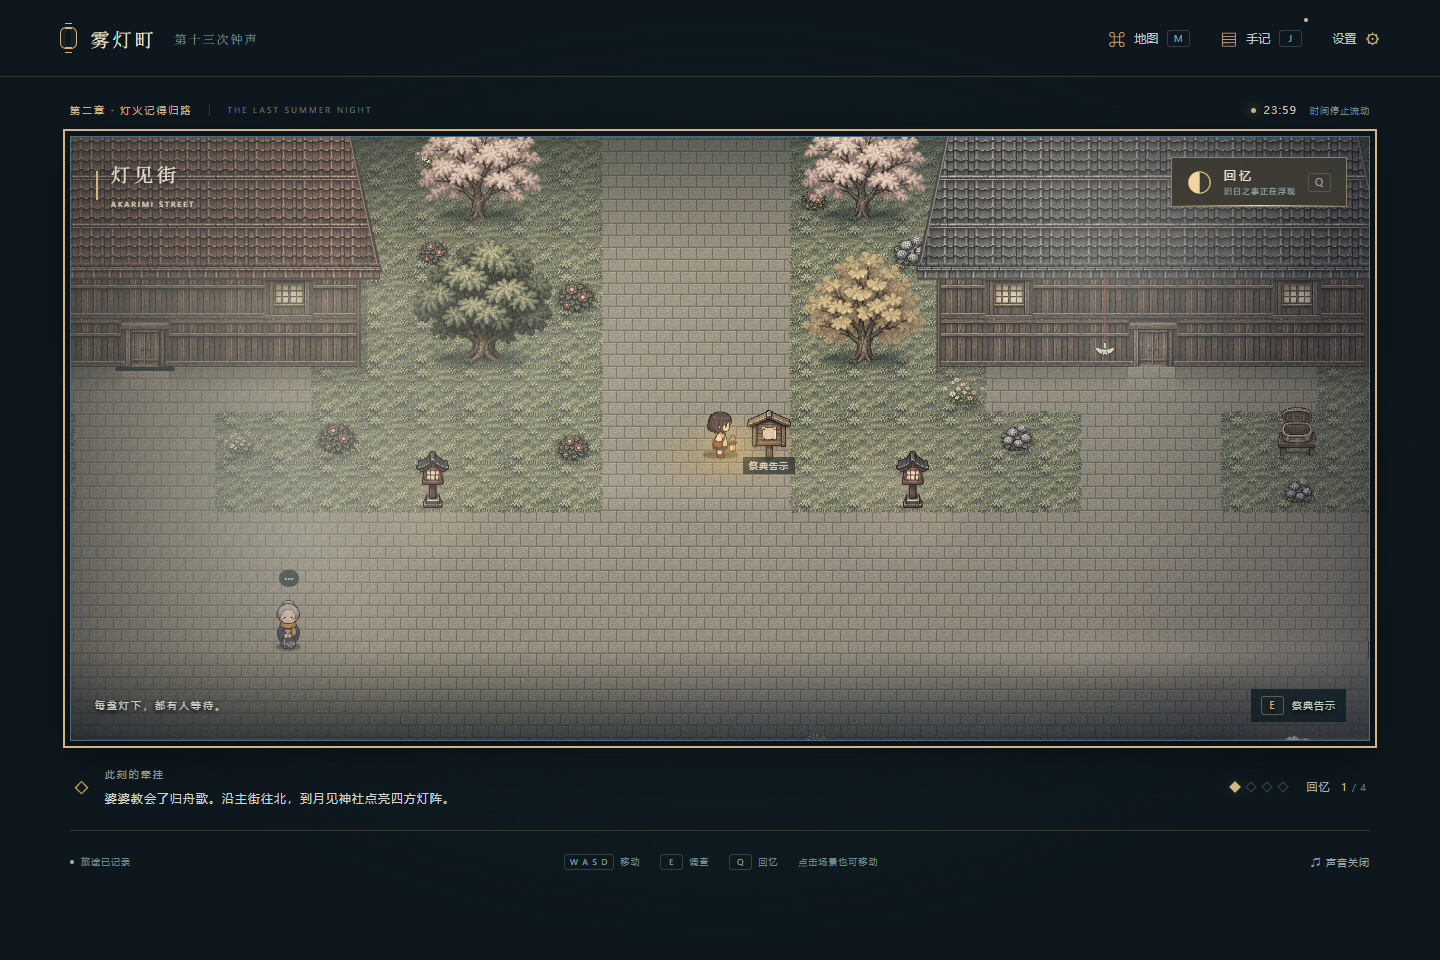 雾灯町
第十三次钟声
地图 M
手记 J
设置
第二章 · 灯火记得归路
THE LAST SUMMER NIGHT
23:59 时间停止流动
灯见街
AKARIMI STREET
回忆
旧日之事正在浮现
Q
祭典告示
•••
每盏灯下，都有人等待。
E 祭典告示
此刻的牵挂
婆婆教会了归舟歌。沿主街往北，到月见神社点亮四方灯阵。
回忆 1 / 4
旅途已记录
WASD 移动 E 调查 Q 回忆 点击场景也可移动
声音关闭